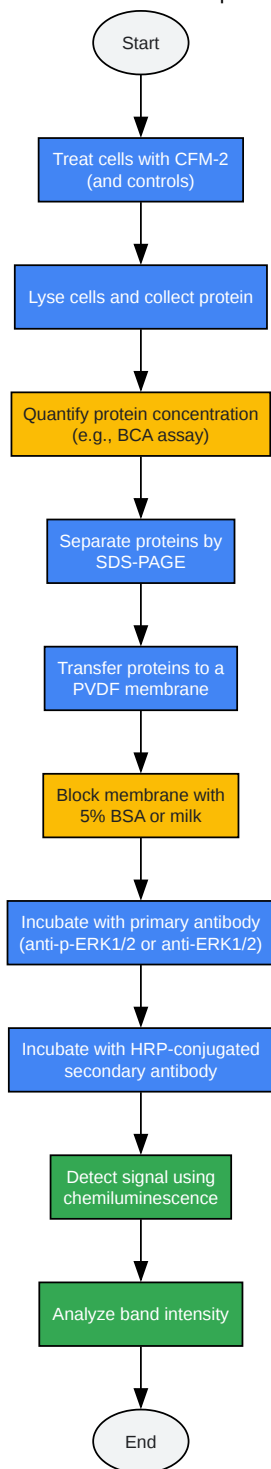 Start
Treat cells with CFM-2
(and controls)
Lyse cells and collect protein
Quantify protein concentration
(e.g., BCA assay)
Separate proteins by
SDS-PAGE
Transfer proteins to a
PVDF membrane
Block membrane with
5% BSA or milk
Incubate with primary antibody
(anti-p-ERK1/2 or anti-ERK1/2)
Incubate with HRP-conjugated
secondary antibody
Detect signal using
chemiluminescence
Analyze band intensity
End